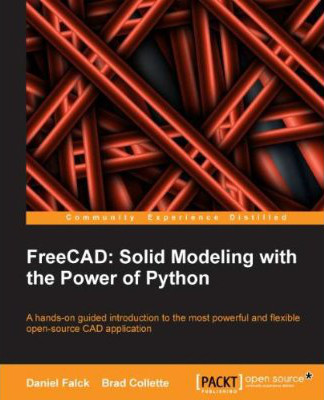 Community Experience Distilled
FreeCAD: Solid Modeling with
the Power of Python
A hands-on guided introduction to the most powerful and flexible
open-source CAD application
Daniel Falck Brad Collette
[PACKT] open source*
PUBLISHING